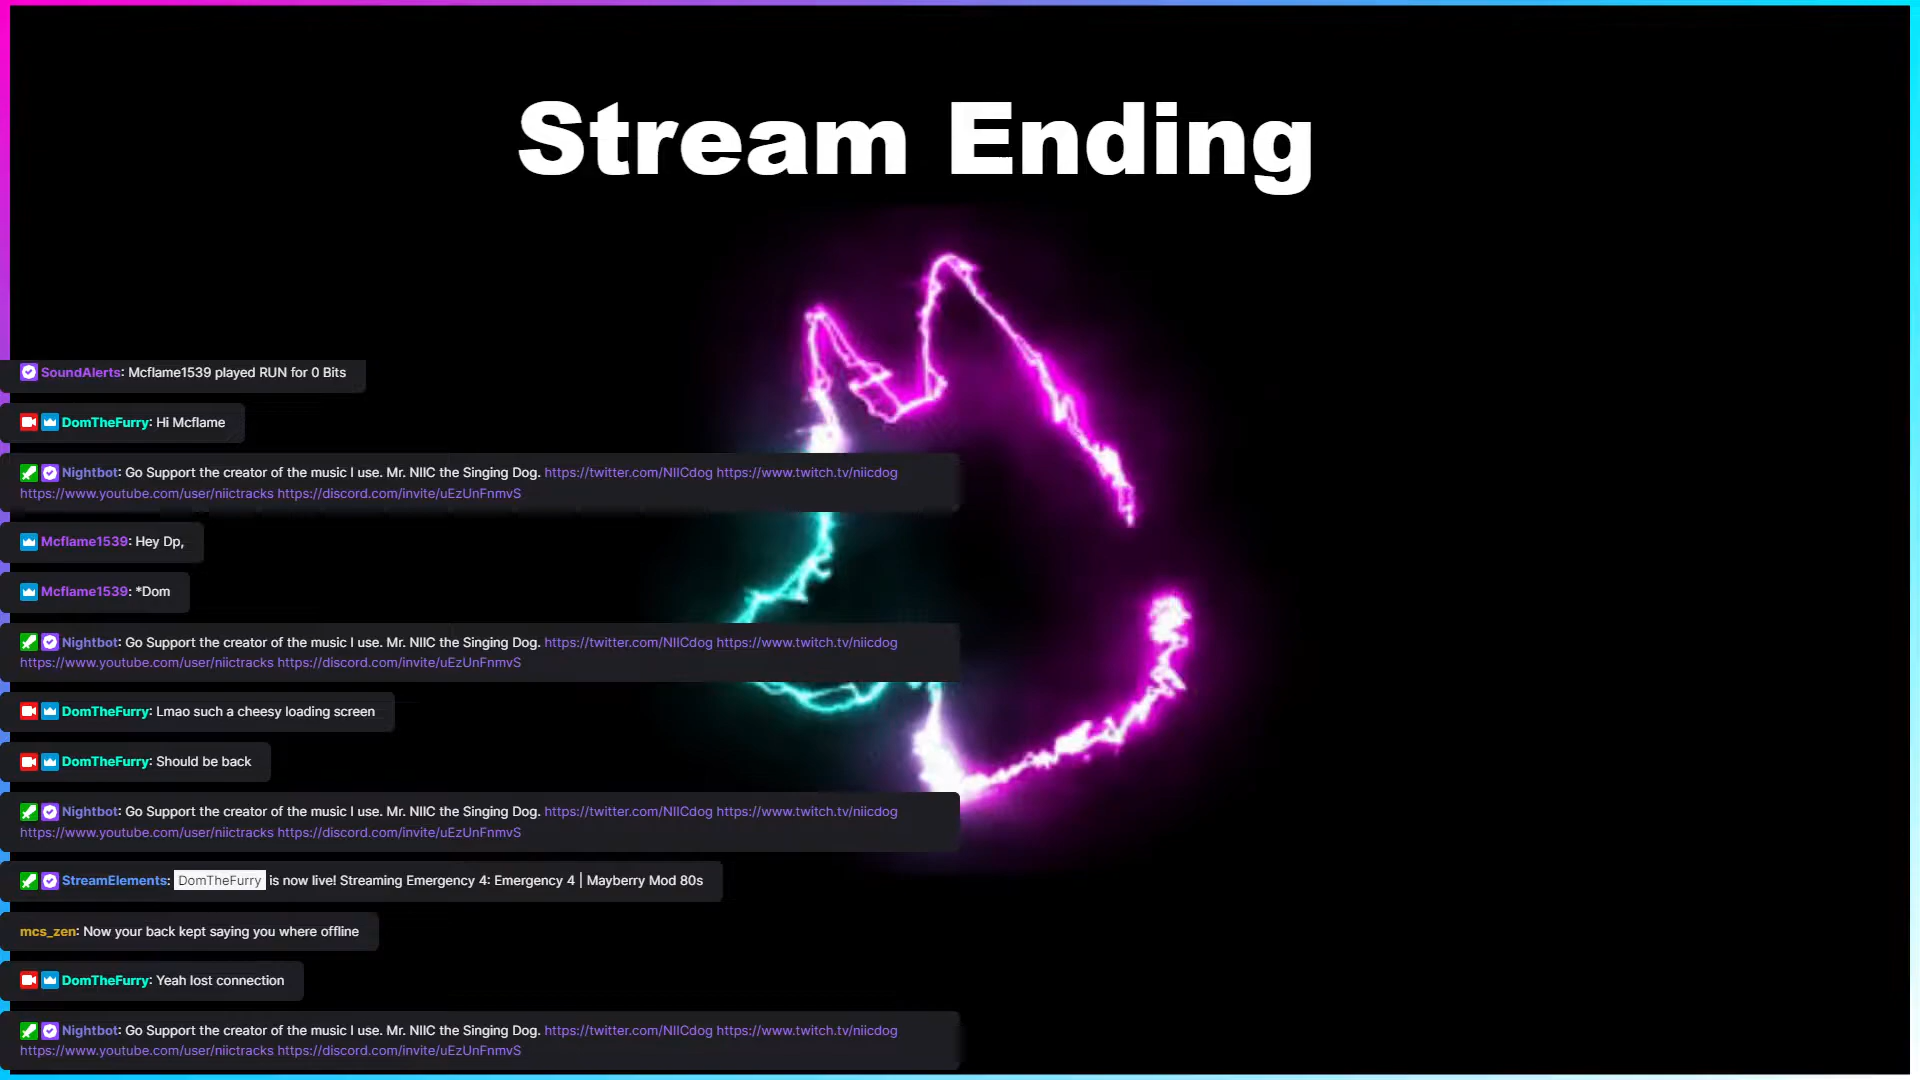 Stream Ending
SoundAlerts: Mcflame1539 played RUN for 0 Bits
DomTheFurry: Hi Mcflame
Nightbot: Go Support the creator of the music I use. Mr. NIIC the Singing Dog. https://twitter.com/NIICdog https://www.twitch.tv/niicdog
https://www.youtube.com/user/niictracks https://discord.com/invite/uEzUnFnmvS
Mcflame1539: Hey Dp,
Mcflame1539: *Dom
Nightbot: Go Support the creator of the music I use. Mr. NIIC the Singing Dog. https://twitter.com/NIICdog https://www.twitch.tv/niicdog
https://www.youtube.com/user/niictracks https://discord.com/invite/uEzUnFnmvS
DomTheFurry: Lmao such a cheesy loading screen
DomTheFurry: Should be back
Nightbot: Go Support the creator of the music I use. Mr. NIIC the Singing Dog. https://twitter.com/NIICdog https://www.twitch.tv/niicdog
https://www.youtube.com/user/niictracks https://discord.com/invite/uEzUnFnmvS
StreamElements: DomTheFurry is now live! Streaming Emergency 4: Emergency 4 | Mayberry Mod 80s
mcs_zen: Now your back kept saying you where offline
DomTheFurry: Yeah lost connection
Nightbot: Go Support the creator of the music I use. Mr. NIIC the Singing Dog. https://twitter.com/NIICdog https://www.twitch.tv/niicdog
https://www.youtube.com/user/niictracks https://discord.com/invite/uEzUnFnmvS